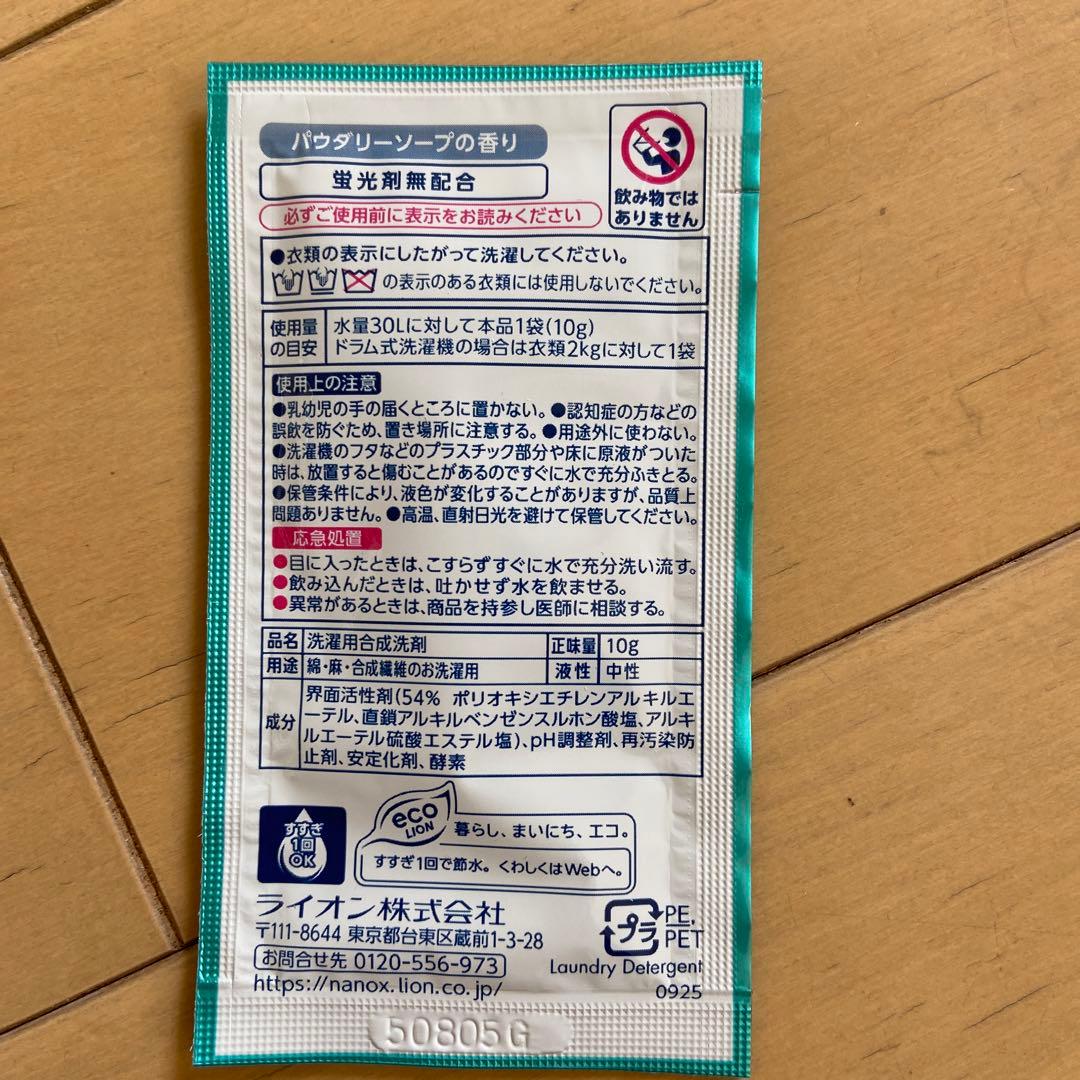 パウダリーソープの香り
蛍光剤無配合
必ずご使用前に表示をお読みください
飲み物では
ありません
●衣類の表示にしたがって洗濯してください。
の表示のある衣類には使用しないでください。
使用量
の目安
水量30Lに対して本品1袋(10g)
ドラム式洗濯機の場合は衣類2kgに対して1袋
使用上の注意
●乳幼児の手の届くところに置かない。●認知症の方などの
誤飲を防ぐため、置き場所に注意する。●用途外に使わない。
●洗濯機のフタなどのプラスチック部分や床に原液がついた
時は、放置すると傷むことがあるのですぐに水で充分ふきとる。
●保管条件により、液色が変化することがありますが、品質上
問題ありません。●高温、直射日光を避けて保管してください。
応急処置
●目に入ったときは、こすらずすぐに水で充分洗い流す。
●飲み込んだときは、吐かせず水を飲ませる。
●異常があるときは、商品を持参し医師に相談する。
品名 洗濯用合成洗剤 正味量 10g
用途 綿・麻・合成繊維のお洗濯用 液性 中性
成分
界面活性剤(54% ポリオキシエチレンアルキルエ
ーテル、直鎖アルキルベンゼンスルホン酸塩、アルキ
ルエーテル硫酸エステル塩)、pH調整剤、再汚染防
止剤、安定化剤、酵素
すすぎ
1回
OK
eco
LION
暮らし、まいにち、エコ。
すすぎ1回で節水。くわしくはWebへ。
ライオン株式会社
〒111-8644 東京都台東区蔵前1-3-28
お問合せ先 0120-556-973
https://nanox.lion.co.jp/
プラ
PE,
PET
Laundry Detergent
0925
50805G